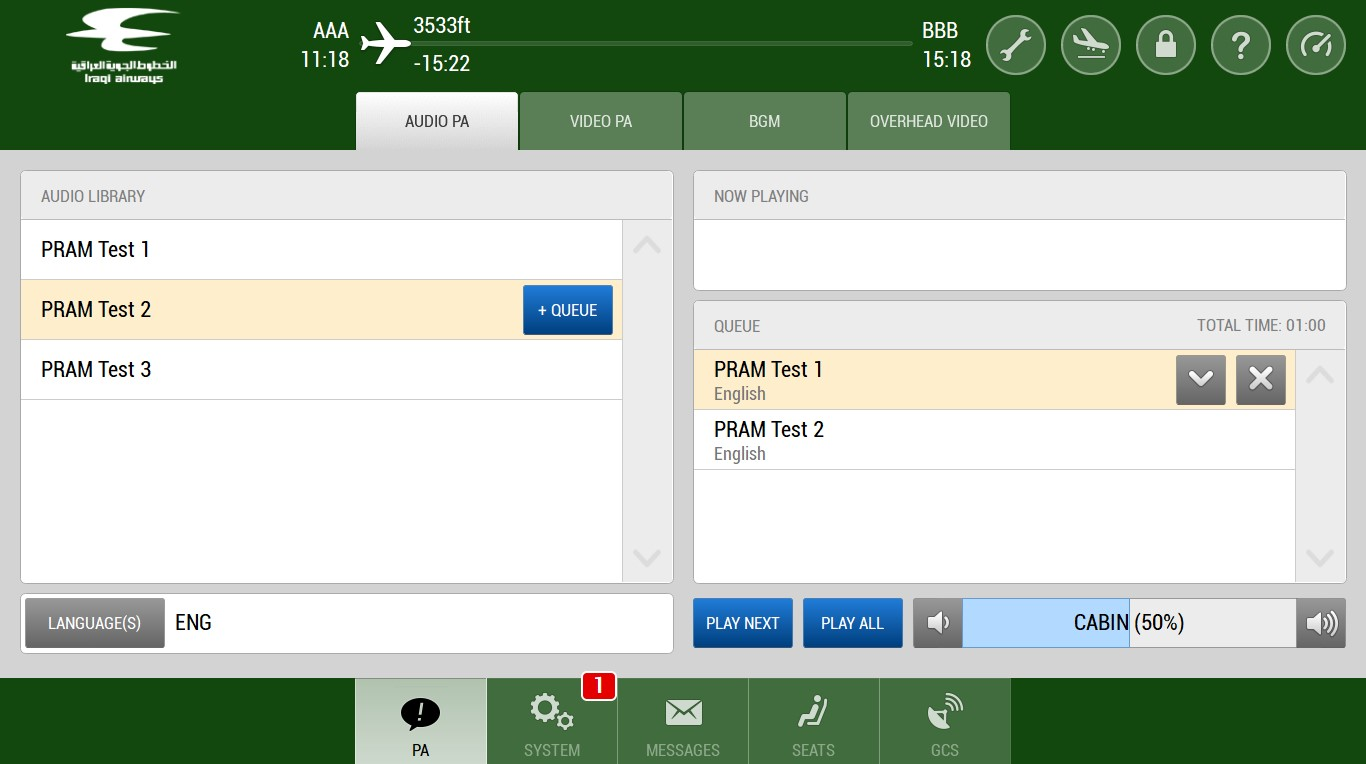 الخطوط الجوية العراقية
Iraqi airways
AAA
11:18
3533ft
-15:22
BBB
15:18
?
AUDIO PA
VIDEO PA
BGM
OVERHEAD VIDEO
AUDIO LIBRARY
PRAM Test 1
PRAM Test 2
+ QUEUE
PRAM Test 3
LANGUAGE(S)
ENG
NOW PLAYING
QUEUE
TOTAL TIME: 01:00
PRAM Test 1
English
PRAM Test 2
English
PLAY NEXT
PLAY ALL
CABIN (50%)
!
PA
1
SYSTEM
MESSAGES
SEATS
GCS